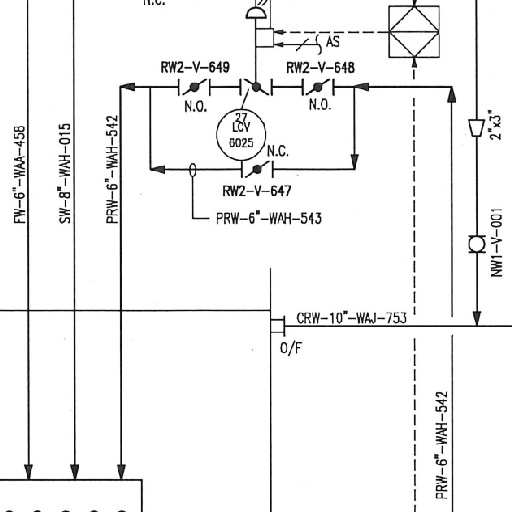 N.C.
AS
RW2-V-649
RW2-V-648
N.O.
N.O.
27
LCV
6025
N.C.
RW2-V-647
PRW-6"-WAH-543
FW-6"-WAA-456
SW-8"-WAH-015
PRW-6"-WAH-542
2"x3"
NW1-V-001
CRW-10"-WAJ-753
O/F
PRW-6"-WAH-542